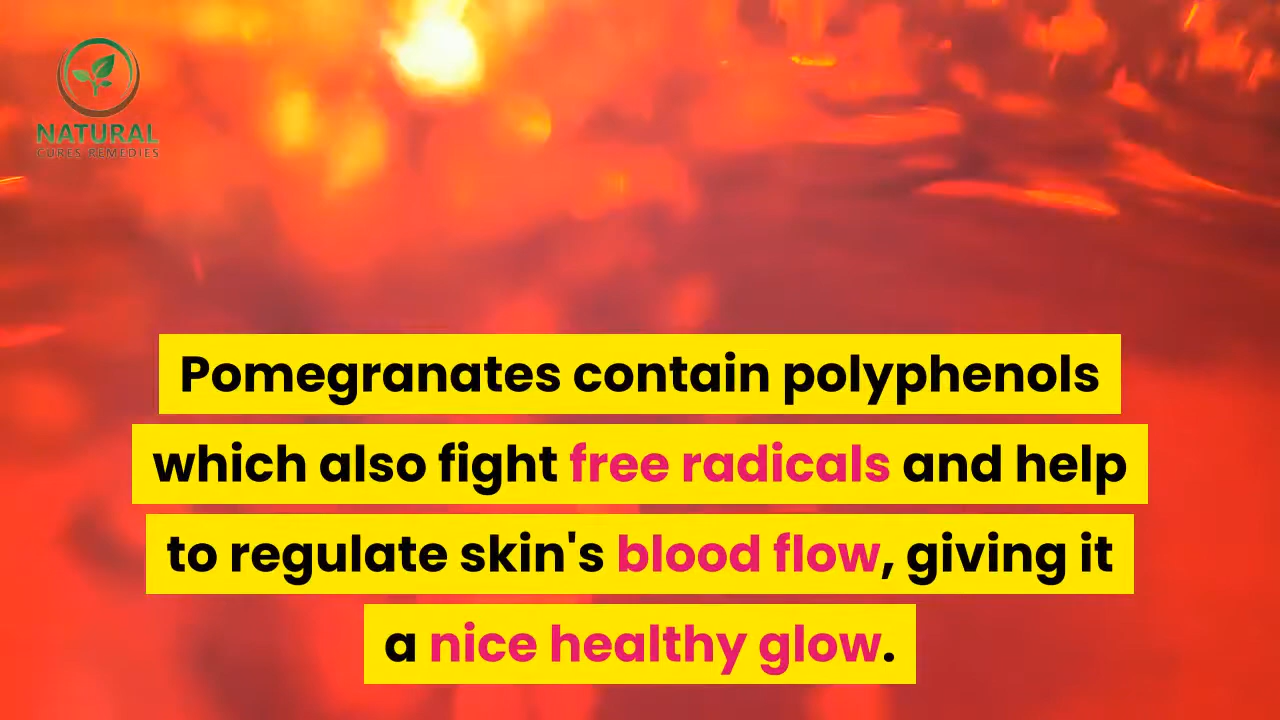 NATURAL
CURES REMEDIES
Pomegranates contain polyphenols
which also fight free radicals and help
to regulate skin's blood flow, giving it
a nice healthy glow.